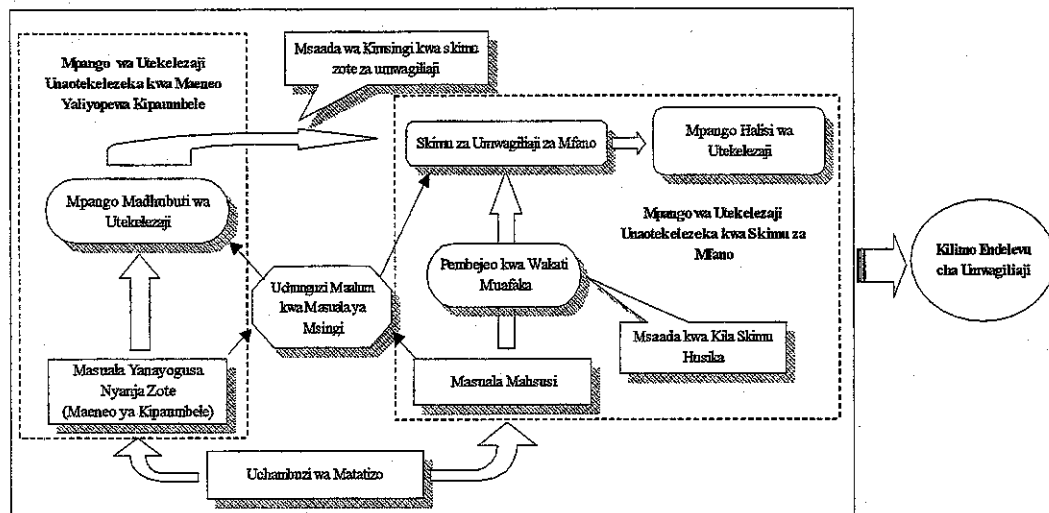 Mpango wa Utekelezaji
Unaotekelezeka kwa Maeneo
Yaliyopewa Kipaumbele
Msaada wa Kimsingi kwa skimu
zote za umwagiliaji
Skimu za Umwagiliaji za Mfano
Mpango Halisi wa
Utekelezaji
Mpango Madhubuti wa
Utekelezaji
Mpango wa Utekelezaji
Unaotekelezeka kwa Skimu za
Mfano
Kilimo Endelevu
cha Umwagiliaji
Uchunguzi Maalum
kwa Masuala ya
Msingi
Pembejeo kwa Wakati
Muafaka
Msaada kwa Kila Skimu
Husika
Masuala Yanayogusa
Nyanja Zote
(Maeneo ya Kipaumbele)
Masuala Mahsusi
Uchambuzi wa Matatizo